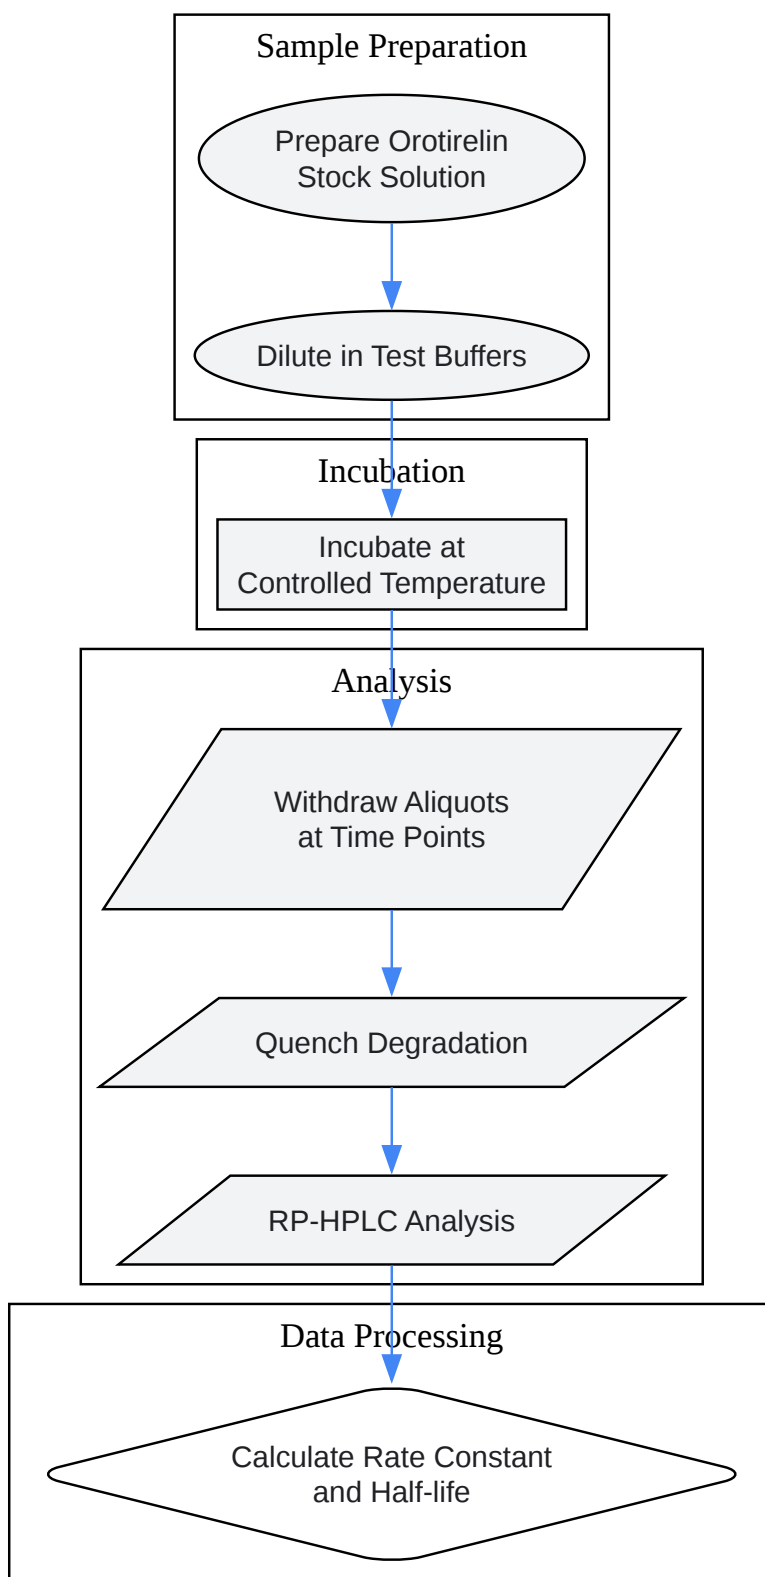 Sample Preparation
Prepare Orotirelin
Stock Solution
Dilute in Test Buffers
Incubation
Incubate at
Controlled Temperature
Analysis
Withdraw Aliquots
at Time Points
Quench Degradation
RP-HPLC Analysis
Data Processing
Calculate Rate Constant
and Half-life